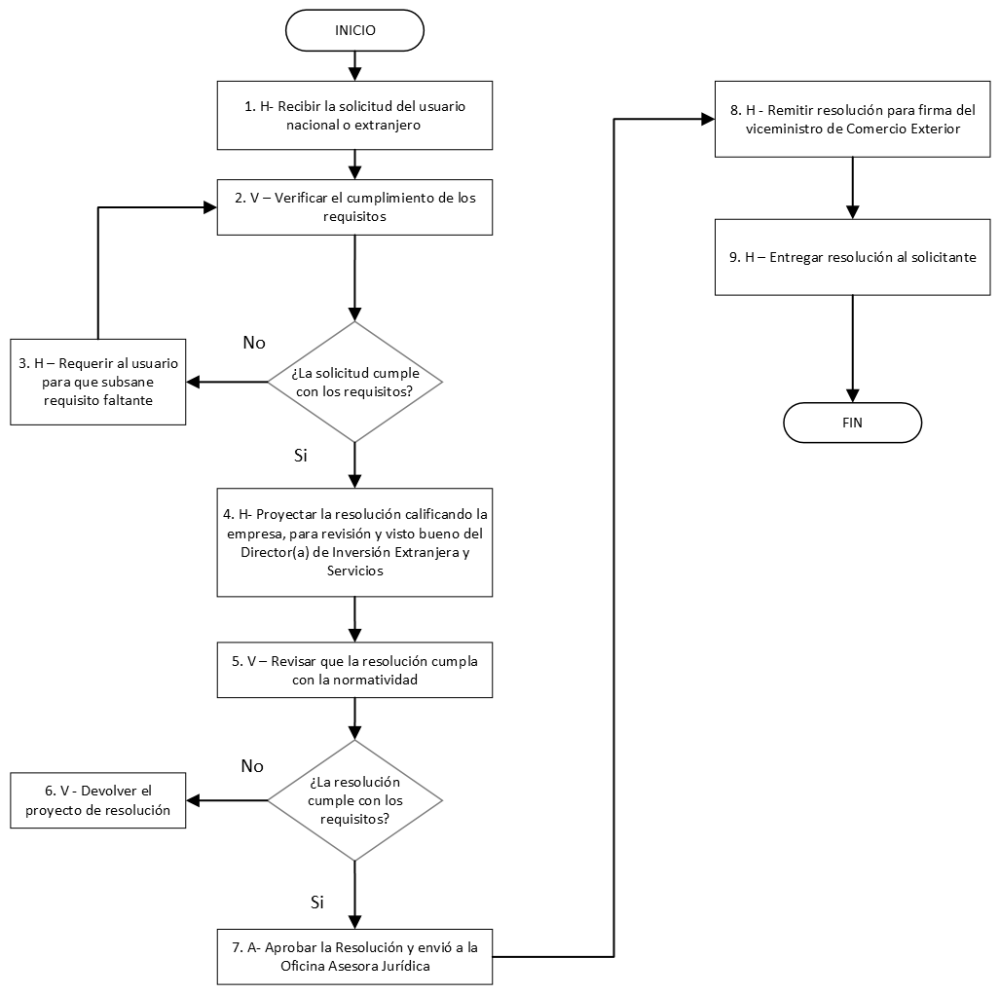 INICIO
1. H- Recibir la solicitud del usuario
nacional o extranjero
2. V – Verificar el cumplimiento de los
requisitos
No
3. H – Requerir al usuario
para que subsane
requisito faltante
¿La solicitud cumple
con los requisitos?
Si
4. H- Proyectar la resolución calificando la
empresa, para revisión y visto bueno del
Director(a) de Inversión Extranjera y
Servicios
5. V – Revisar que la resolución cumpla
con la normatividad
No
6. V - Devolver el
proyecto de resolución
¿La resolución
cumple con los
requisitos?
Si
7. A- Aprobar la Resolución y envió a la
Oficina Asesora Jurídica
8. H - Remitir resolución para firma del
viceministro de Comercio Exterior
9. H – Entregar resolución al solicitante
FIN